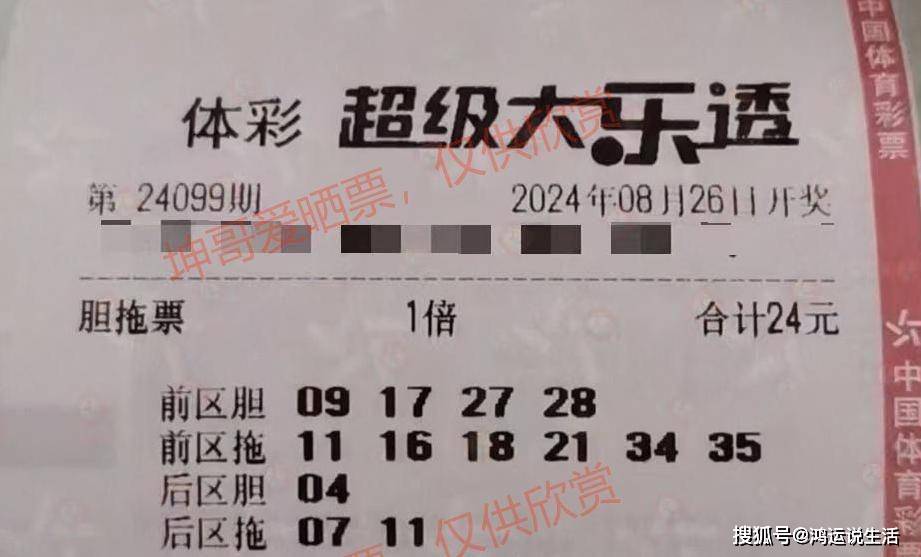 体彩 超级大乐透
第 24099期 2024年08月26日开奖
胆拖票 1倍 合计24元
前区胆 09 17 27 28
前区拖 11 16 18 21 34 35
后区胆 04
后区拖 07 11
坤哥爱晒票,仅供欣赏
仅供欣赏
中国体育彩票
中国体育彩
搜狐号@鸿运说生活